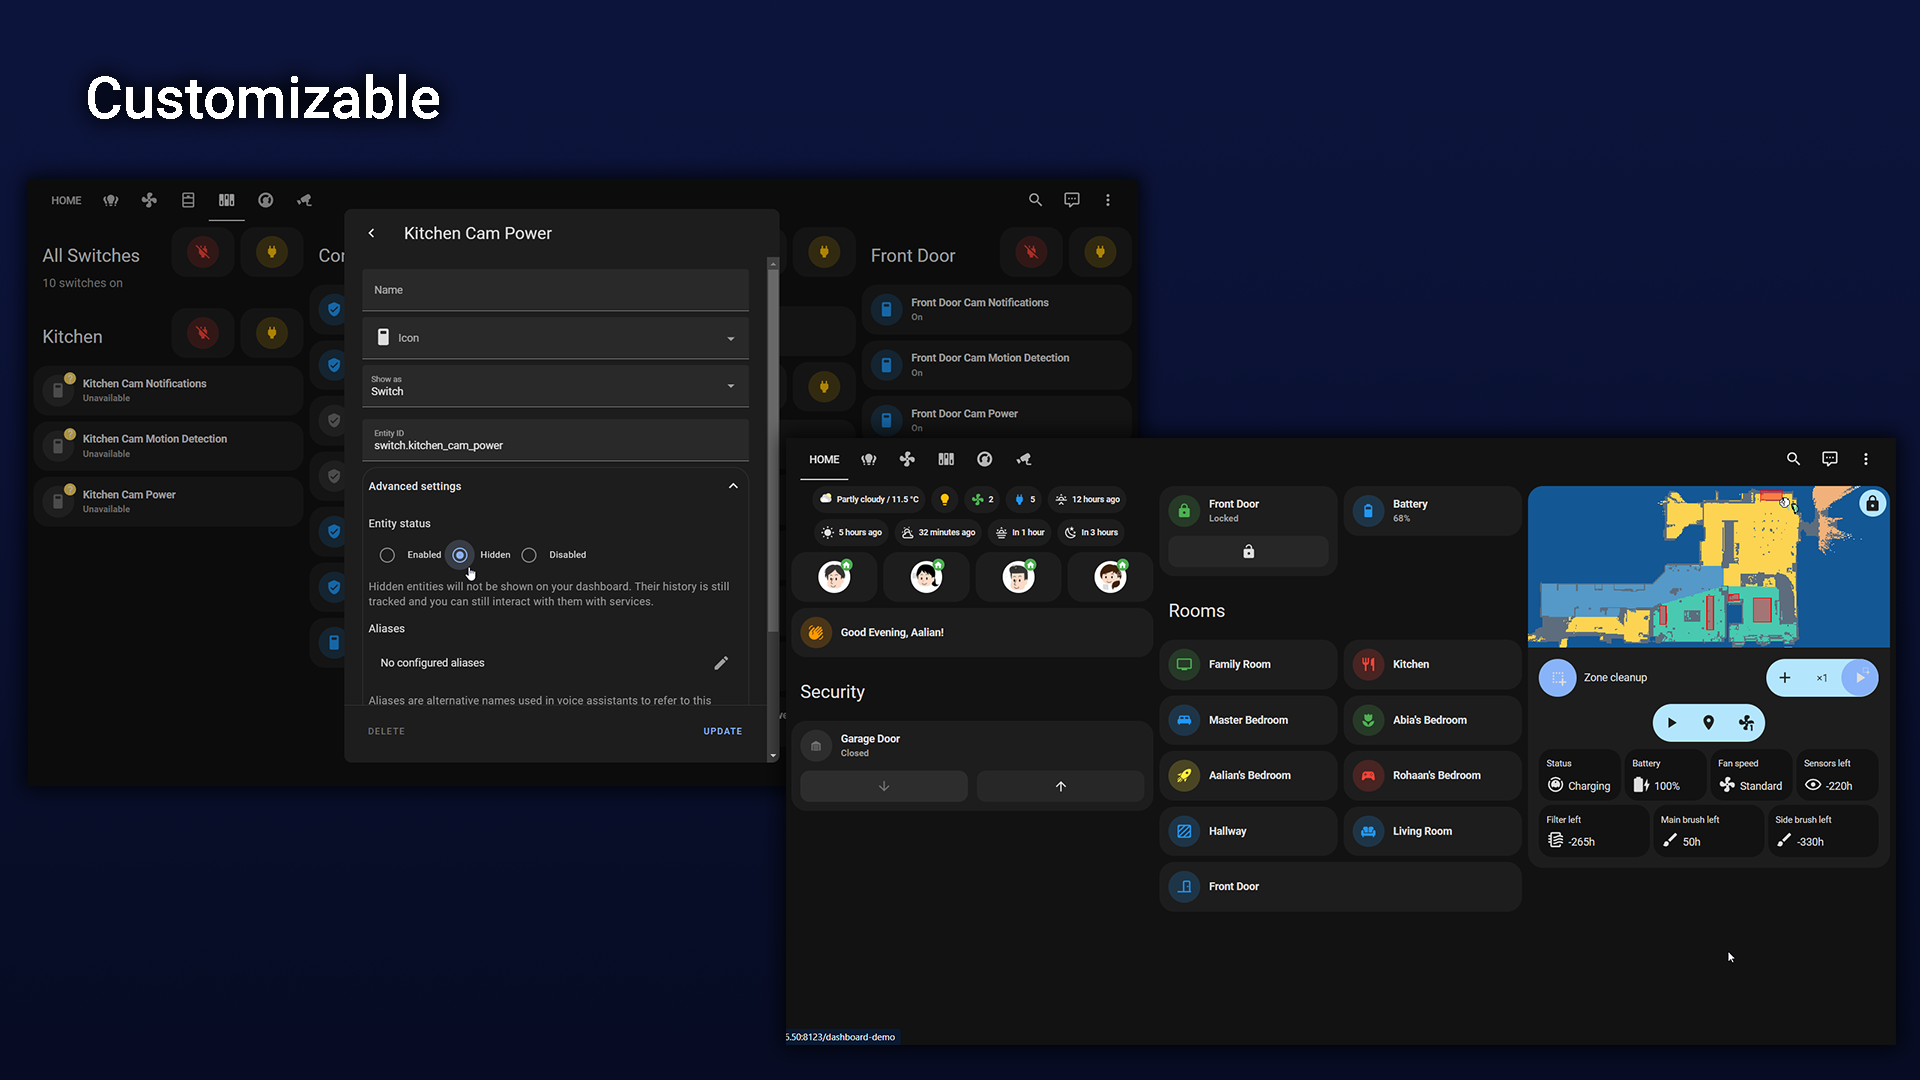 Customizable
HOME
All Switches
10 switches on
Kitchen
Kitchen Cam Notifications
Unavailable
Kitchen Cam Motion Detection
Unavailable
Kitchen Cam Power
Unavailable
Cor
Kitchen Cam Power
Name
Icon
Show as
Switch
Entity ID
switch.kitchen_cam_power
Advanced settings
Entity status
Enabled Hidden Disabled
Hidden entities will not be shown on your dashboard. Their history is still
tracked and you can still interact with them with services.
Aliases
No configured aliases
Aliases are alternative names used in voice assistants to refer to this
DELETE UPDATE
Front Door
Front Door Cam Notifications
On
Front Door Cam Motion Detection
On
Front Door Cam Power
On
HOME
Partly cloudy / 11.5 °C 2 5 12 hours ago
5 hours ago 32 minutes ago In 1 hour In 3 hours
Good Evening, Aalian!
Security
Garage Door
Closed
Front Door
Locked
Battery
68%
Rooms
Family Room
Kitchen
Master Bedroom
Abia's Bedroom
Aalian's Bedroom
Rohaan's Bedroom
Hallway
Living Room
Front Door
Zone cleanup
×1
1
Status
Charging
Battery
100%
Fan speed
Standard
Sensors left
-220h
Filter left
-265h
Main brush left
50h
Side brush left
-330h
6.50:8123/dashboard-demo